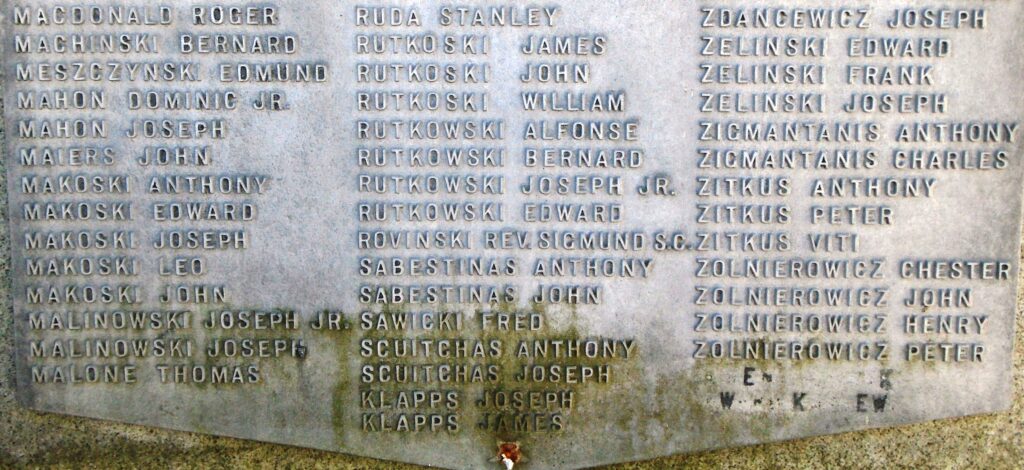 MACDONALD ROGER
MACHINSKI BERNARD
MESZCZYNSKI EDMUND
MAHON DOMINIC JR.
MAHON JOSEPH
MAIERS JOHN
MAKOSKI ANTHONY
MAKOSKI EDWARD
MAKOSKI JOSEPH
MAKOSKI LEO
MAKOSKI JOHN
MALINOWSKI JOSEPH JR.
MALINOWSKI JOSEPH
MALONE THOMAS
RUDA STANLEY
RUTKOSKI JAMES
RUTKOSKI JOHN
RUTKOSKI WILLIAM
RUTKOWSKI ALFONSE
RUTKOWSKI BERNARD
RUTKOWSKI JOSEPH JR.
RUTKOWSKI EDWARD
ROVINSKI REV. SIGMUND S.C.
SABESTINAS ANTHONY
SABESTINAS JOHN
SAWICKI FRED
SCUITCHAS ANTHONY
SCUITCHAS JOSEPH
KLAPPS JOSEPH
KLAPPS JAMES
ZDANCEWICZ JOSEPH
ZELINSKI EDWARD
ZELINSKI FRANK
ZELINSKI JOSEPH
ZIGMANTANIS ANTHONY
ZIGMANTANIS CHARLES
ZITKUS ANTHONY
ZITKUS PETER
ZITKUS VITI
ZOLNIEROWICZ CHESTER
ZOLNIEROWICZ JOHN
ZOLNIEROWICZ HENRY
ZOLNIEROWICZ PETER